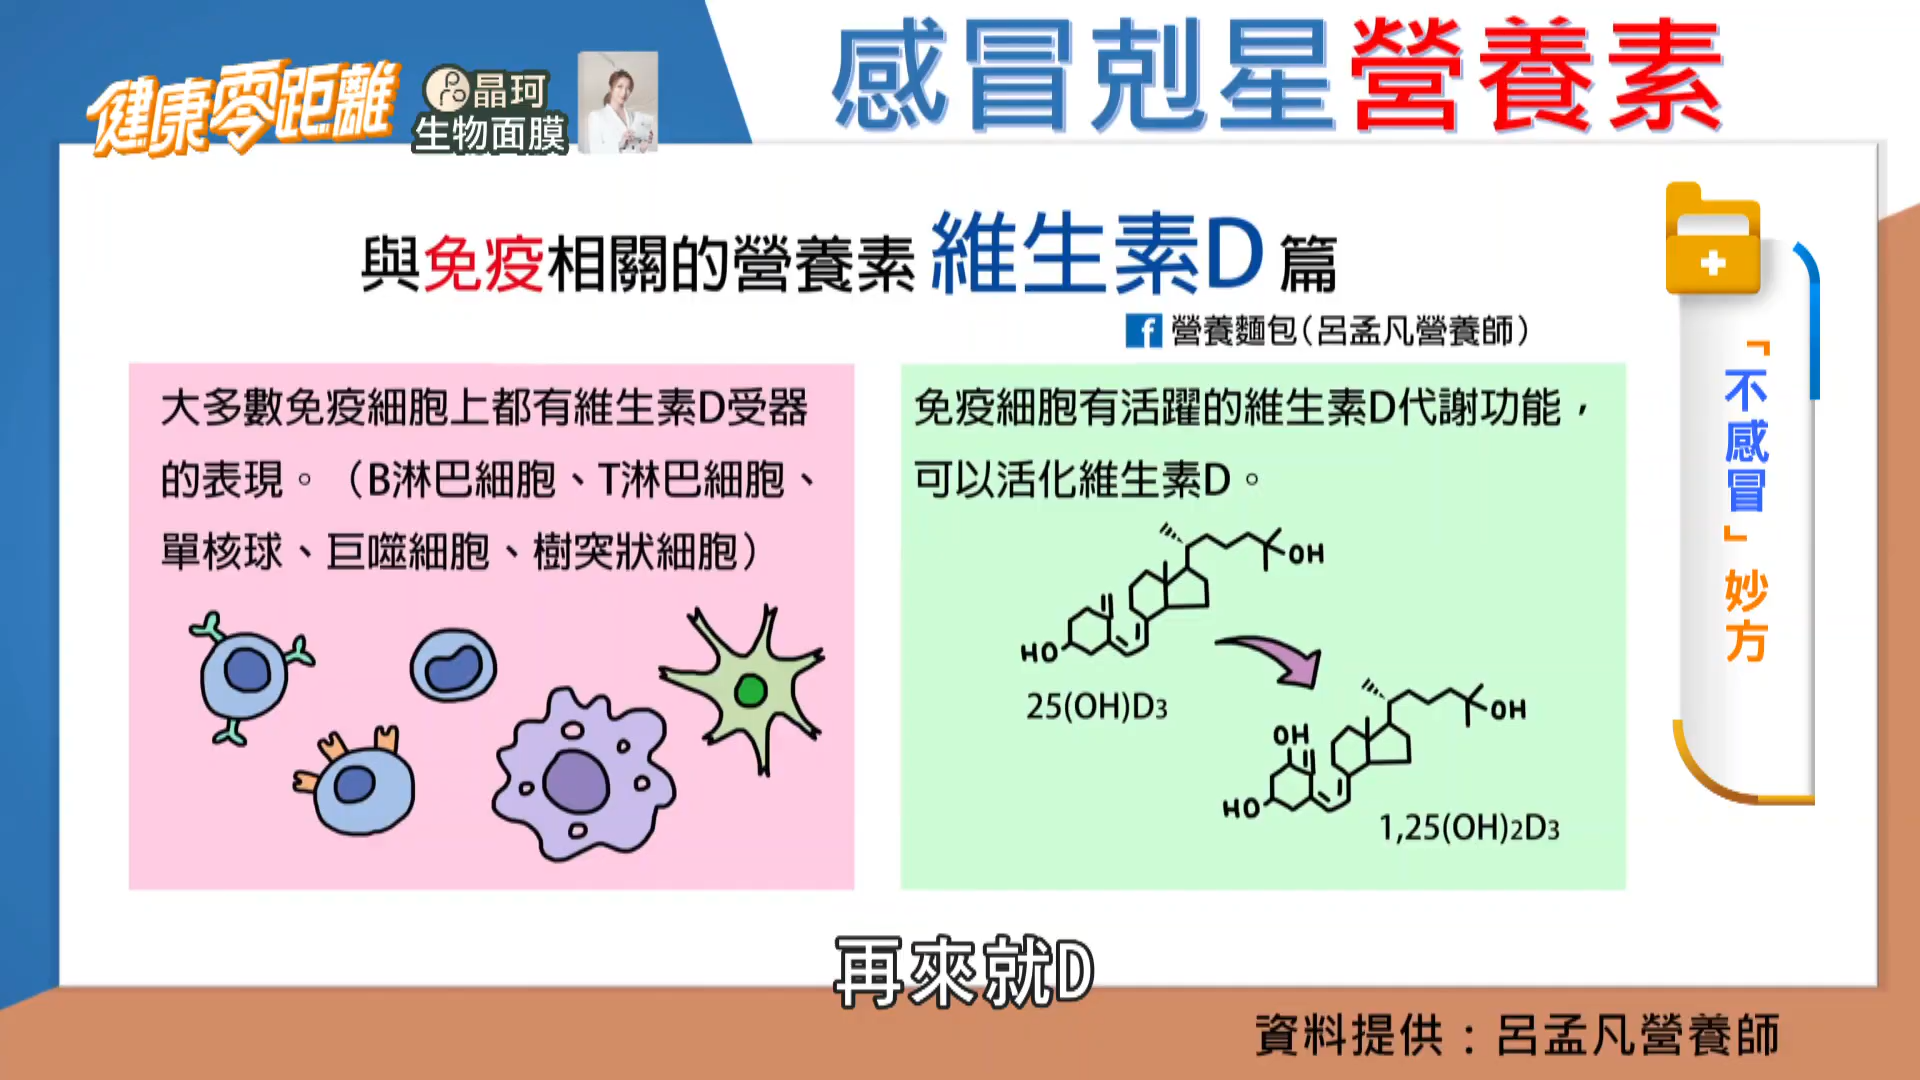 感冒剋星營養素
健康零距離
晶珂
生物面膜
與免疫相關的營養素 維生素D 篇
f 營養麵包(呂孟凡營養師)
大多數免疫細胞上都有維生素D受器
的表現。(B淋巴細胞、T淋巴細胞、
單核球、巨噬細胞、樹突狀細胞)
免疫細胞有活躍的維生素D代謝功能,
可以活化維生素D。
OH
HO
25(OH)D3
OH
OH
HO
1,25(OH)2D3
「不感冒」妙方
再來就D
資料提供:呂孟凡營養師